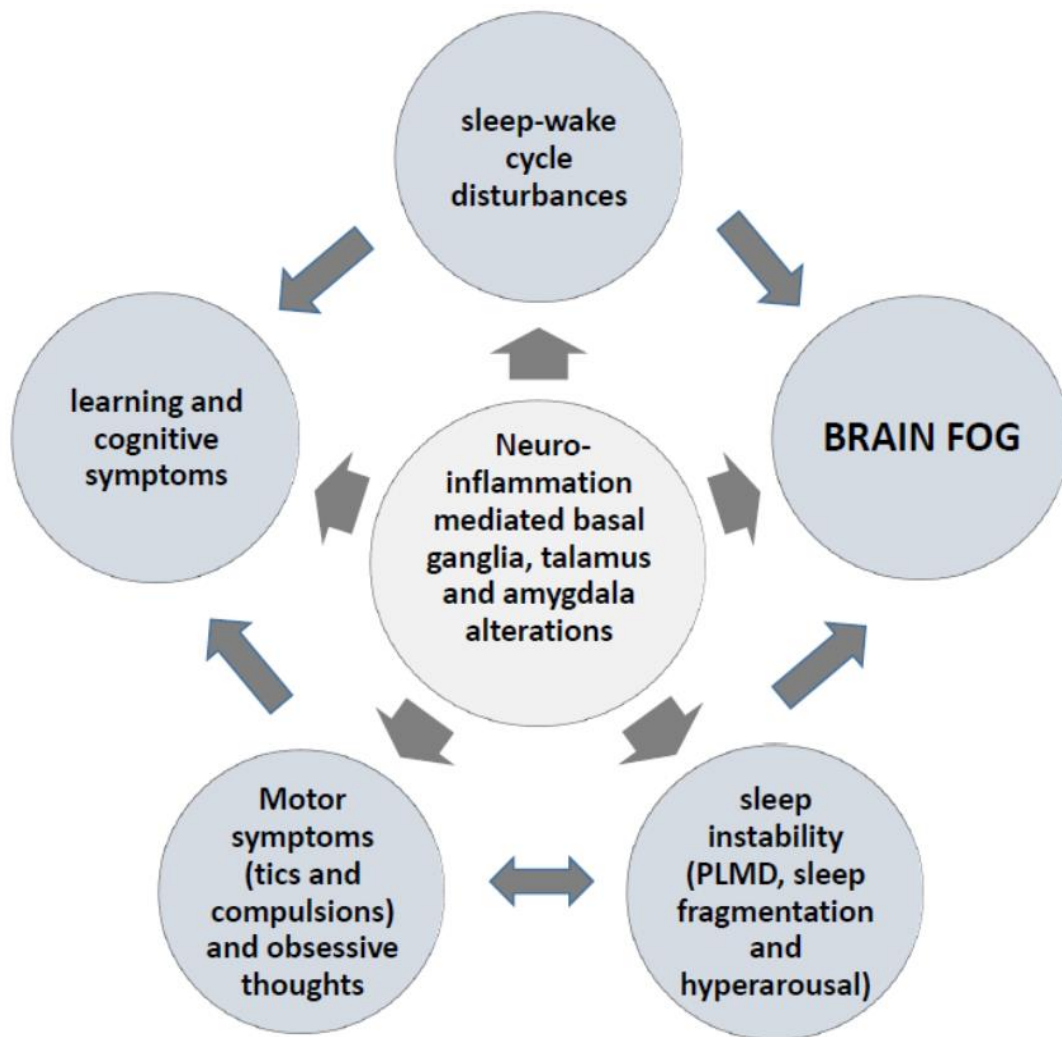 sleep-wake
cycle
disturbances
learning and
cognitive
symptoms
BRAIN FOG
Neuro-
inflammation
mediated basal
ganglia, talamus
and amygdala
alterations
Motor
symptoms
(tics and
compulsions)
and obsessive
thoughts
sleep
instability
(PLMD, sleep
fragmentation
and
hyperarousal)